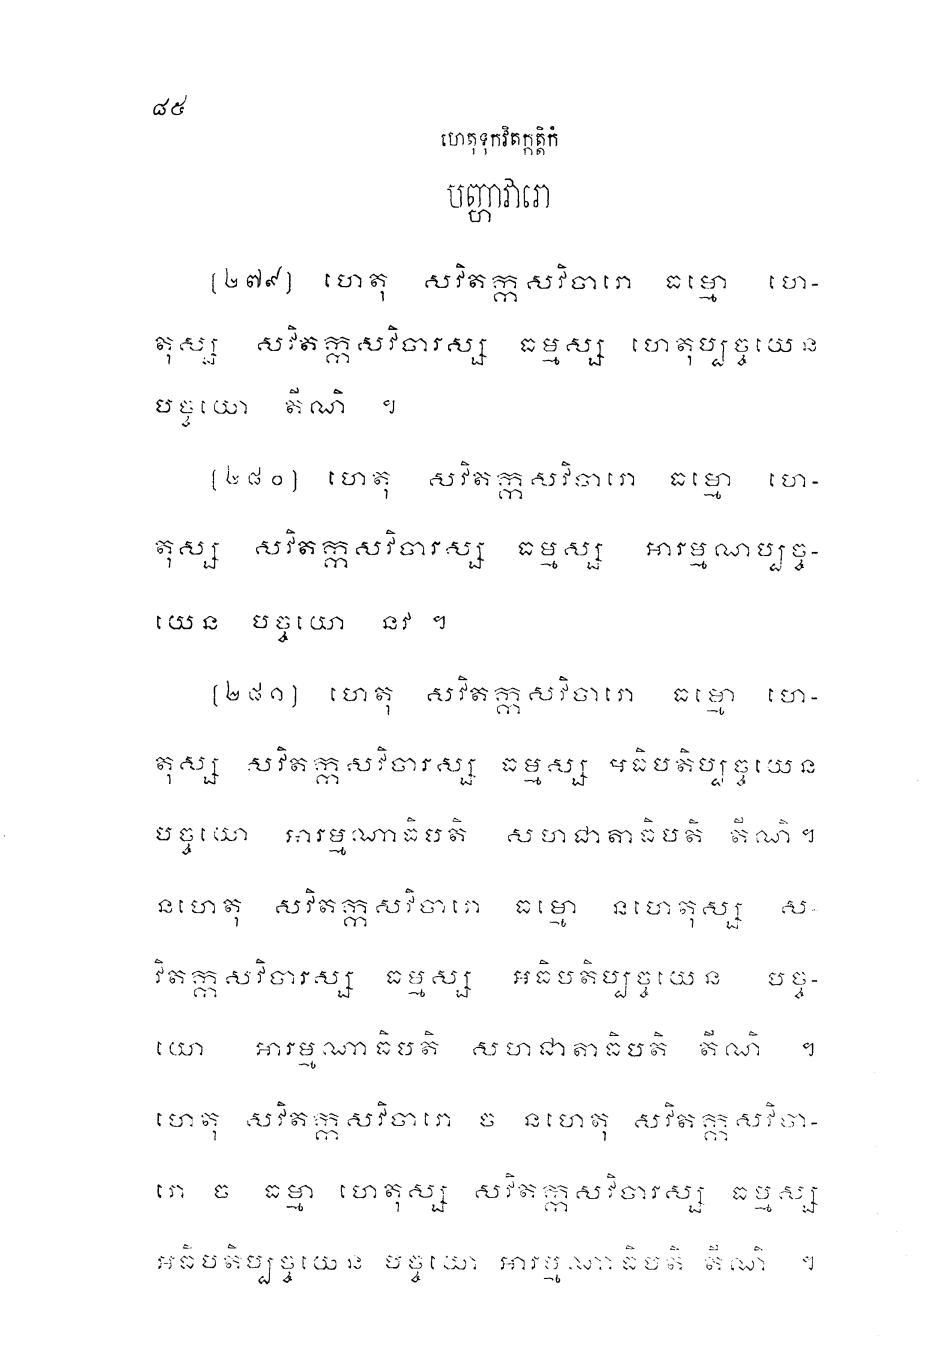 ៨៥
ហេតុទុកវិតក្កត្តិកំ
បញ្ហាវារោ
[២៧៩] ហេតុ សវិតក្កសវិចារោ ធម្មោ ហេ-
តុស្ស សវិតក្កសវិចារស្ស ធម្មស្ស ហេតុប្បច្ចយេន
បច្ចយោ តីណិ ។
[២៨០] ហេតុ សវិតក្កសវិចារោ ធម្មោ ហេ-
តុស្ស សវិតក្កសវិចារស្ស ធម្មស្ស អារម្មណប្បច្ច-
យេន បច្ចយោ នវ ។
[២៨១] ហេតុ សវិតក្កសវិចារោ ធម្មោ ហេ-
តុស្ស សវិតក្កសវិចារស្ស ធម្មស្ស អធិបតិប្បច្ចយេន
បច្ចយោ អារម្មណាធិបតិ សហជាតាធិបតិ តីណិ។
នហេតុ សវិតក្កសវិចារោ ធម្មោ នហេតុស្ស ស-
វិតក្កសវិចារស្ស ធម្មស្ស អធិបតិប្បច្ចយេន បច្ច-
យោ អារម្មណាធិបតិ សហជាតាធិបតិ តីណិ ។
ហេតុ សវិតក្កសវិចារោ ច នហេតុ សវិតក្កសវិចា-
រោ ច ធម្មា ហេតុស្ស សវិតក្កសវិចារស្ស ធម្មស្ស
អធិបតិប្បច្ចយេន បច្ចយោ អារម្មណាធិបតិ តីណិ ។